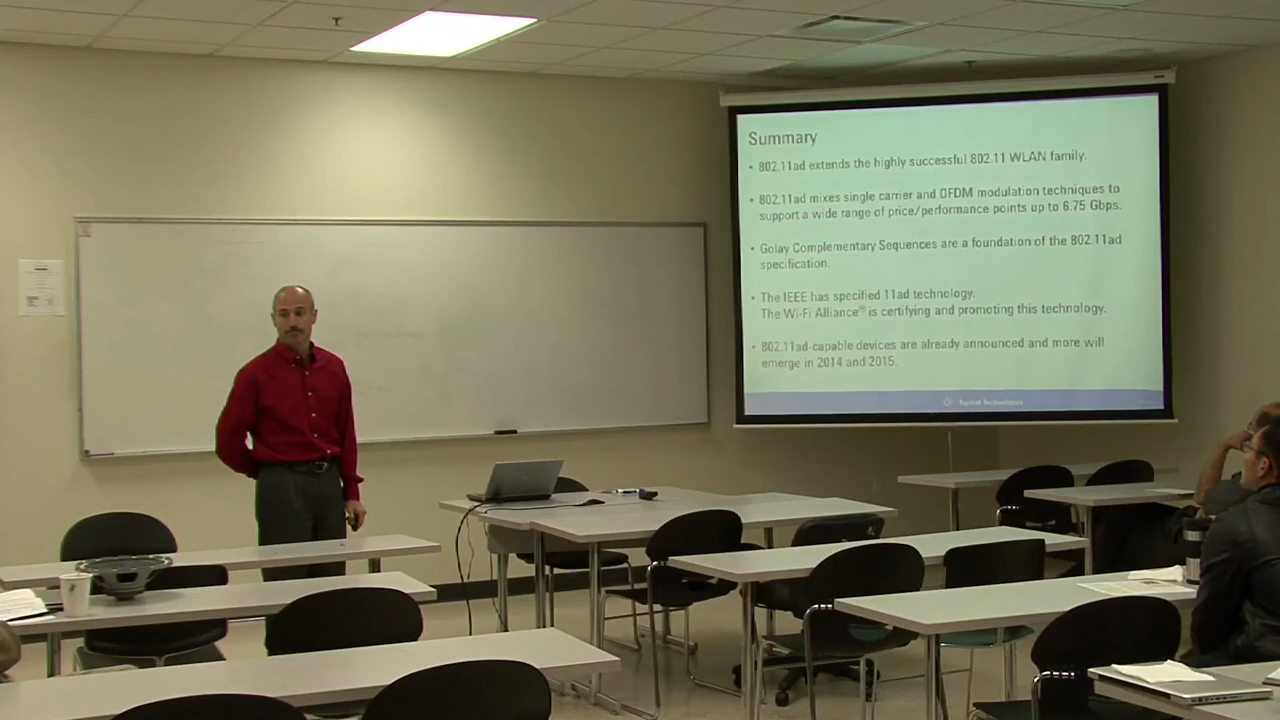 Summary
• 802.11ad extends the highly successful 802.11 WLAN family.
• 802.11ad mixes single carrier and OFDM modulation techniques to
support a wide range of price/performance points up to 6.75 Gbps.
• Golay Complementary Sequences are a foundation of the 802.11ad
specification.
• The IEEE has specified 11ad technology.
The Wi-Fi Alliance® is certifying and promoting this technology.
• 802.11ad-capable devices are already announced and more will
emerge in 2014 and 2015.
Agilent Technologies